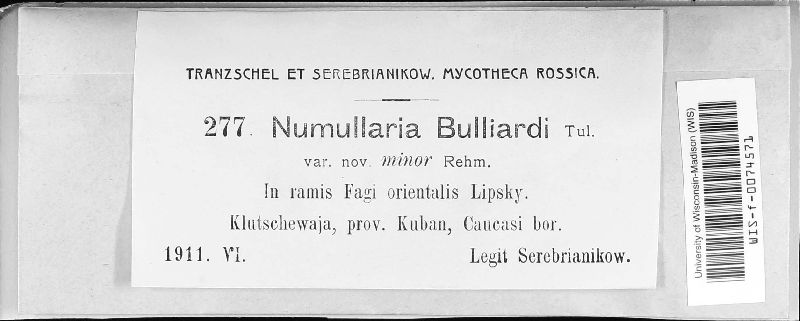 TRANZSCHEL ET SEREBRIANIKOW. MYCOTHECA ROSSICA.
277. Numullaria Bulliardi Tul.
var. nov. minor Rehm.
In ramis Fagi orientalis Lipsky.
Klutschewaja, prov. Kuban, Caucasi bor.
1911. VI. Legit Serebrianikow.
University of Wisconsin-Madison (WIS)
WIS-f-0074571